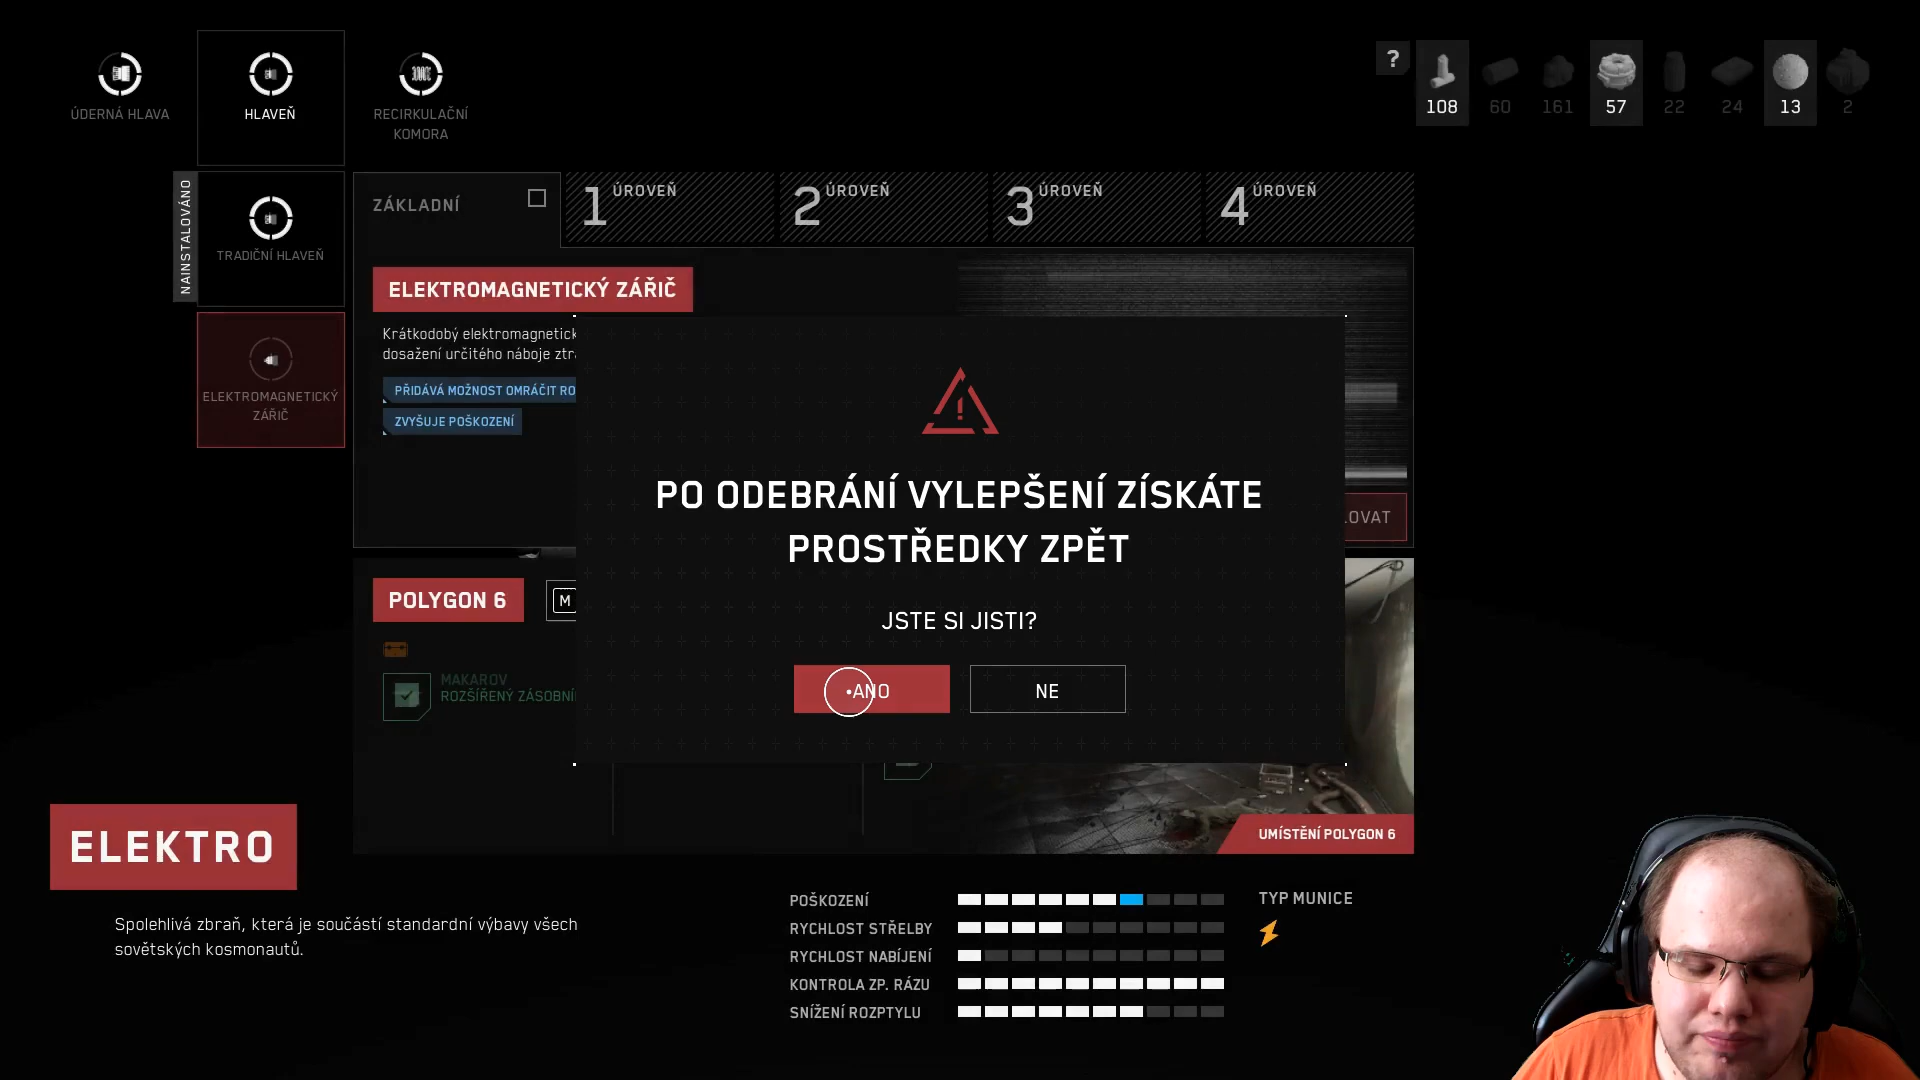 ÚDERNÁ HLAVA
HLAVEŇ
RECIRKULAČNÍ
KOMORA
?
108
60
161
57
22
24
13
2
NAINSTALOVÁNO
TRADIČNÍ HLAVEŇ
ELEKTROMAGNETICKÝ
ZÁŘIČ
ZÁKLADNÍ
1 ÚROVEŇ
2 ÚROVEŇ
3 ÚROVEŇ
4 ÚROVEŇ
ELEKTROMAGNETICKÝ ZÁŘIČ
Krátkodobý elektromagnetick
dosažení určitého náboje ztr
PŘIDÁVÁ MOŽNOST OMRÁČIT RO
ZVYŠUJE POŠKOZENÍ
LOVAT
PO ODEBRÁNÍ VYLEPŠENÍ ZÍSKÁTE
PROSTŘEDKY ZPĚT
JSTE SI JISTI?
ANO
NE
POLYGON 6
M
MAKAROV
ROZŠÍŘENÝ ZÁSOBNÍ
UMÍSTĚNÍ POLYGON 6
ELEKTRO
Spolehlivá zbraň, která je součástí standardní výbavy všech
sovětských kosmonautů.
POŠKOZENÍ
RYCHLOST STŘELBY
RYCHLOST NABÍJENÍ
KONTROLA ZP. RÁZU
SNÍŽENÍ ROZPTYLU
TYP MUNICE